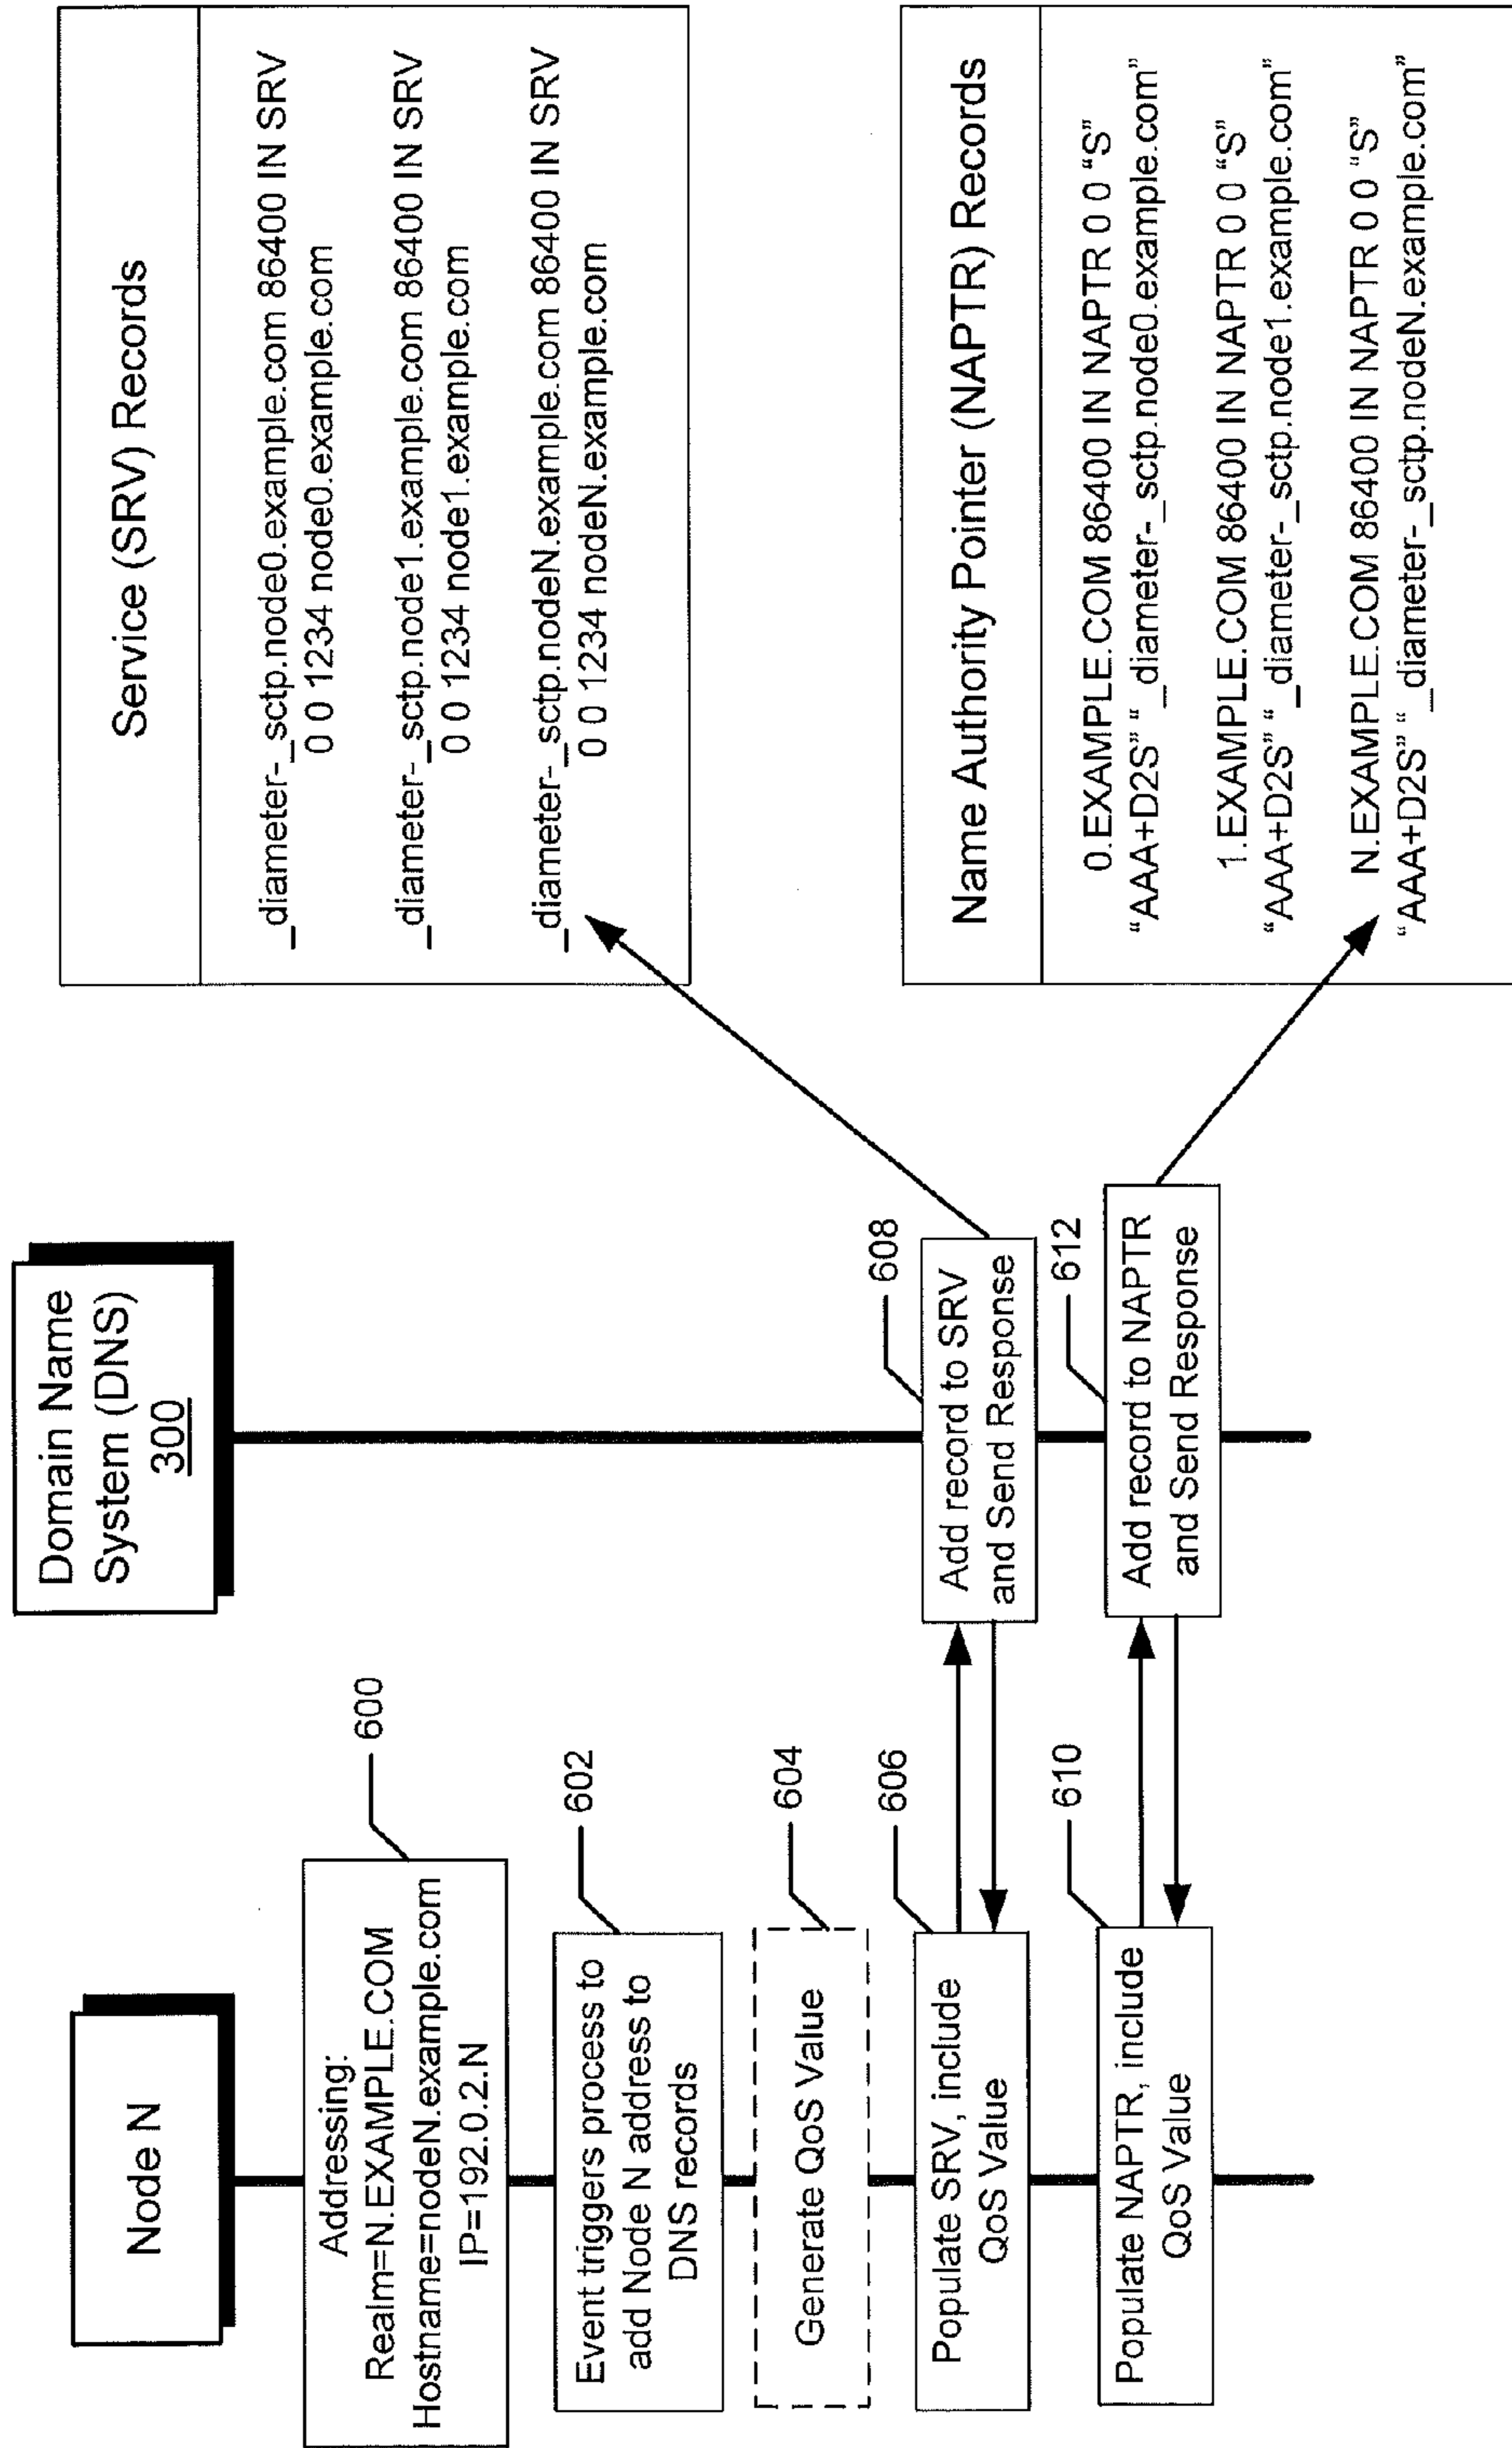 Node N
Domain Name
System (DNS)
300
Addressing:
Realm=N.EXAMPLE.COM
Hostname=nodeN.example.com
IP=192.0.2.N
600
Event triggers process to
add Node N address to
DNS records
602
Generate QoS Value
604
Populate SRV, include
QoS Value
606
Add record to SRV
and Send Response
608
Populate NAPTR, include
QoS Value
610
Add record to NAPTR
and Send Response
612
Service (SRV) Records
_diameter-_sctp.node0.example.com 86400 IN SRV
0 0 1234 node0.example.com
_diameter-_sctp.node1.example.com 86400 IN SRV
0 0 1234 node1.example.com
_diameter-_sctp.nodeN.example.com 86400 IN SRV
0 0 1234 nodeN.example.com
Name Authority Pointer (NAPTR) Records
0.EXAMPLE.COM 86400 IN NAPTR 0 0 “S”
“AAA+D2S” “_diameter-_sctp.node0.example.com”
1.EXAMPLE.COM 86400 IN NAPTR 0 0 “S”
“AAA+D2S” “_diameter-_sctp.node1.example.com”
N.EXAMPLE.COM 86400 IN NAPTR 0 0 “S”
“AAA+D2S” “_diameter-_sctp.nodeN.example.com”